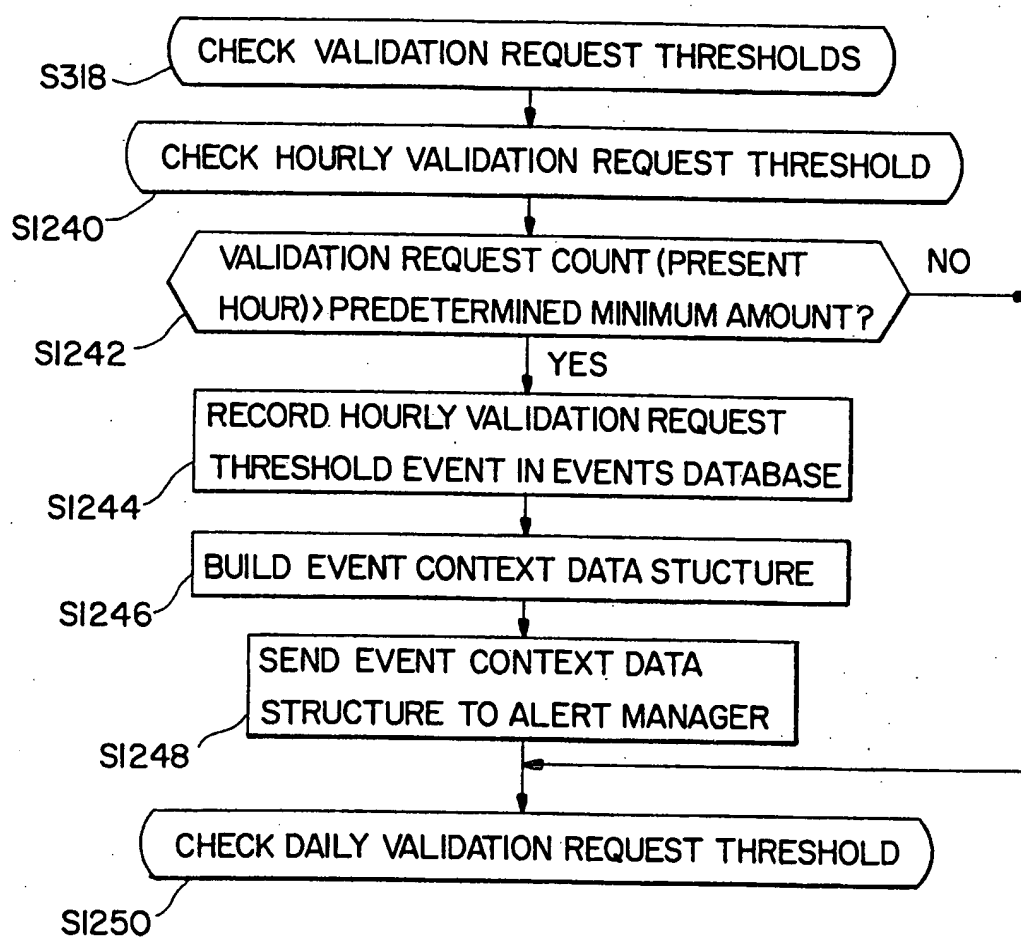 CHECK VALIDATION REQUEST THRESHOLDS
S318
CHECK HOURLY VALIDATION REQUEST THRESHOLD
S1240
VALIDATION REQUEST COUNT (PRESENT
HOUR)>PREDETERMINED MINIMUM AMOUNT?
NO
S1242
YES
RECORD HOURLY VALIDATION REQUEST
THRESHOLD EVENT IN EVENTS DATABASE
S1244
BUILD EVENT CONTEXT DATA STUCTURE
S1246
SEND EVENT CONTEXT DATA
STRUCTURE TO ALERT MANAGER
S1248
CHECK DAILY VALIDATION REQUEST THRESHOLD
S1250